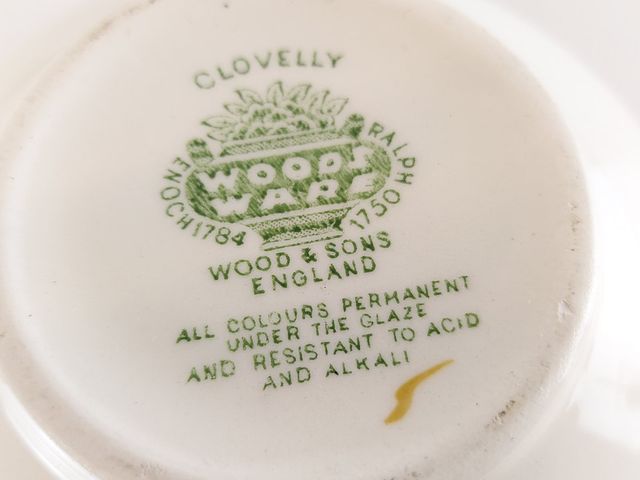 CLOVELLY
ENOCH 1784
WOODS
WARE
RALPH 1750
WOOD & SONS
ENGLAND
ALL COLOURS PERMANENT
UNDER THE GLAZE
AND RESISTANT TO ACID
AND ALKALI